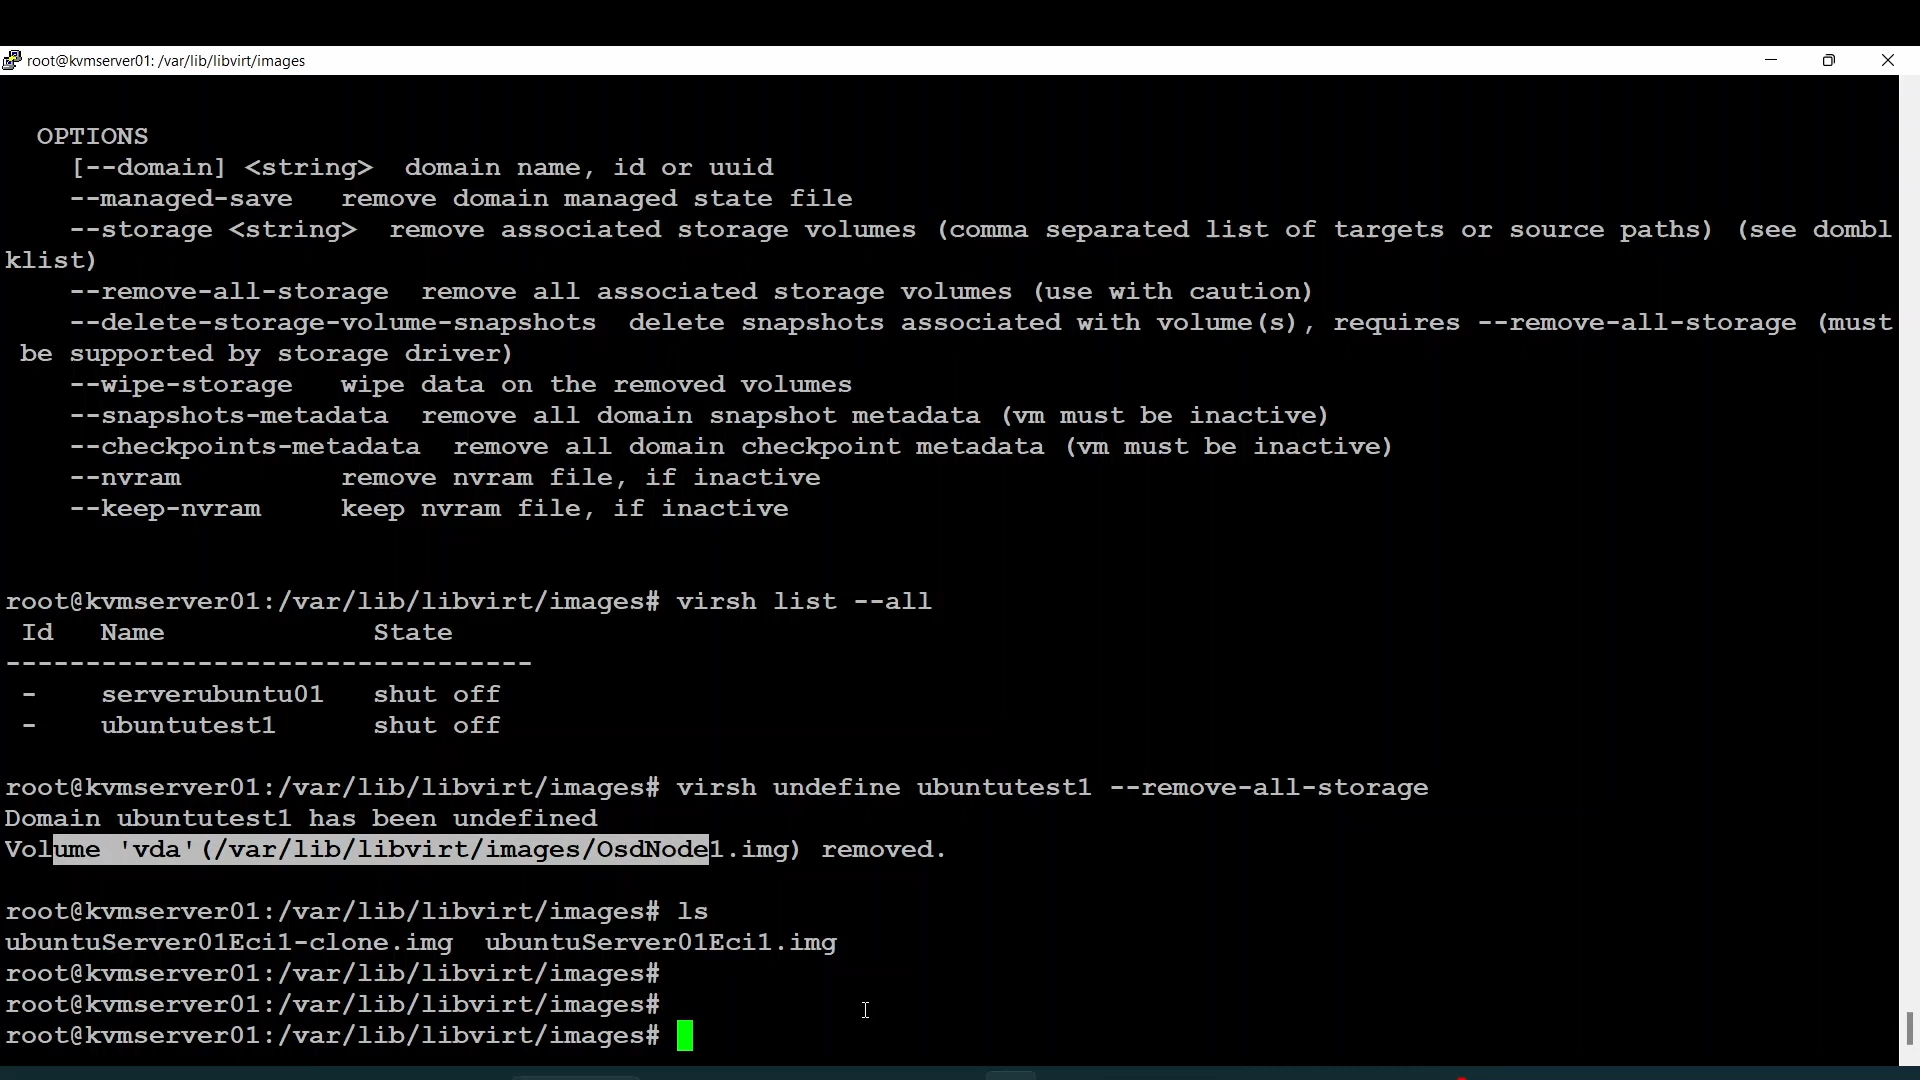 root@kvmserver01: /var/lib/libvirt/images
OPTIONS
[--domain] <string>  domain name, id or uuid
--managed-save   remove domain managed state file
--storage <string>  remove associated storage volumes (comma separated list of targets or source paths) (see dombl
klist)
--remove-all-storage  remove all associated storage volumes (use with caution)
--delete-storage-volume-snapshots  delete snapshots associated with volume(s), requires --remove-all-storage (must
be supported by storage driver)
--wipe-storage   wipe data on the removed volumes
--snapshots-metadata  remove all domain snapshot metadata (vm must be inactive)
--checkpoints-metadata  remove all domain checkpoint metadata (vm must be inactive)
--nvram          remove nvram file, if inactive
--keep-nvram     keep nvram file, if inactive
root@kvmserver01:/var/lib/libvirt/images# virsh list --all
Id   Name             State
---------------------------------
-    serverubuntu01   shut off
-    ubuntutest1      shut off
root@kvmserver01:/var/lib/libvirt/images# virsh undefine ubuntutest1 --remove-all-storage
Domain ubuntutest1 has been undefined
Volume 'vda'(/var/lib/libvirt/images/OsdNode1.img) removed.
root@kvmserver01:/var/lib/libvirt/images# ls
ubuntuServer01Eci1-clone.img  ubuntuServer01Eci1.img
root@kvmserver01:/var/lib/libvirt/images#
root@kvmserver01:/var/lib/libvirt/images#
root@kvmserver01:/var/lib/libvirt/images#